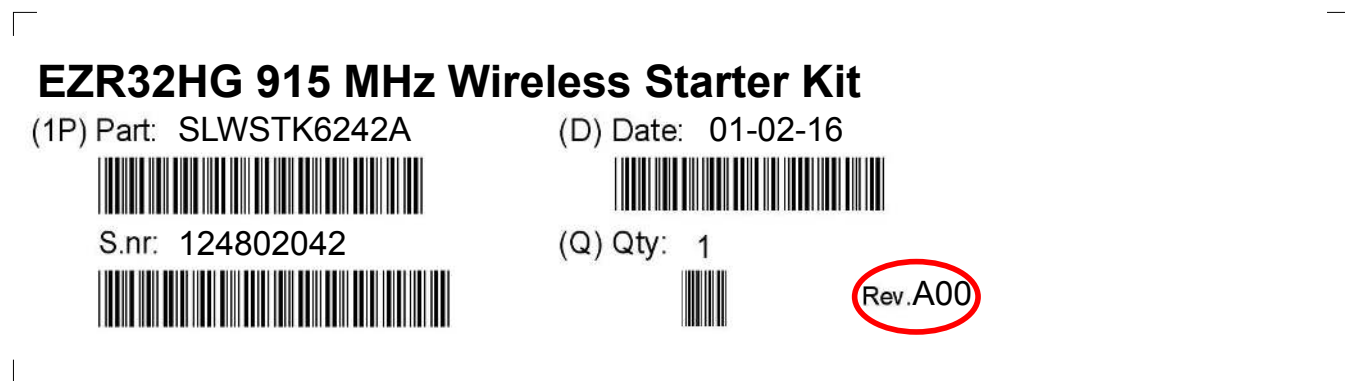 EZR32HG 915 MHz Wireless Starter Kit
(1P) Part: SLWSTK6242A (D) Date: 01-02-16
S.nr: 124802042 (Q) Qty: 1
Rev.A00